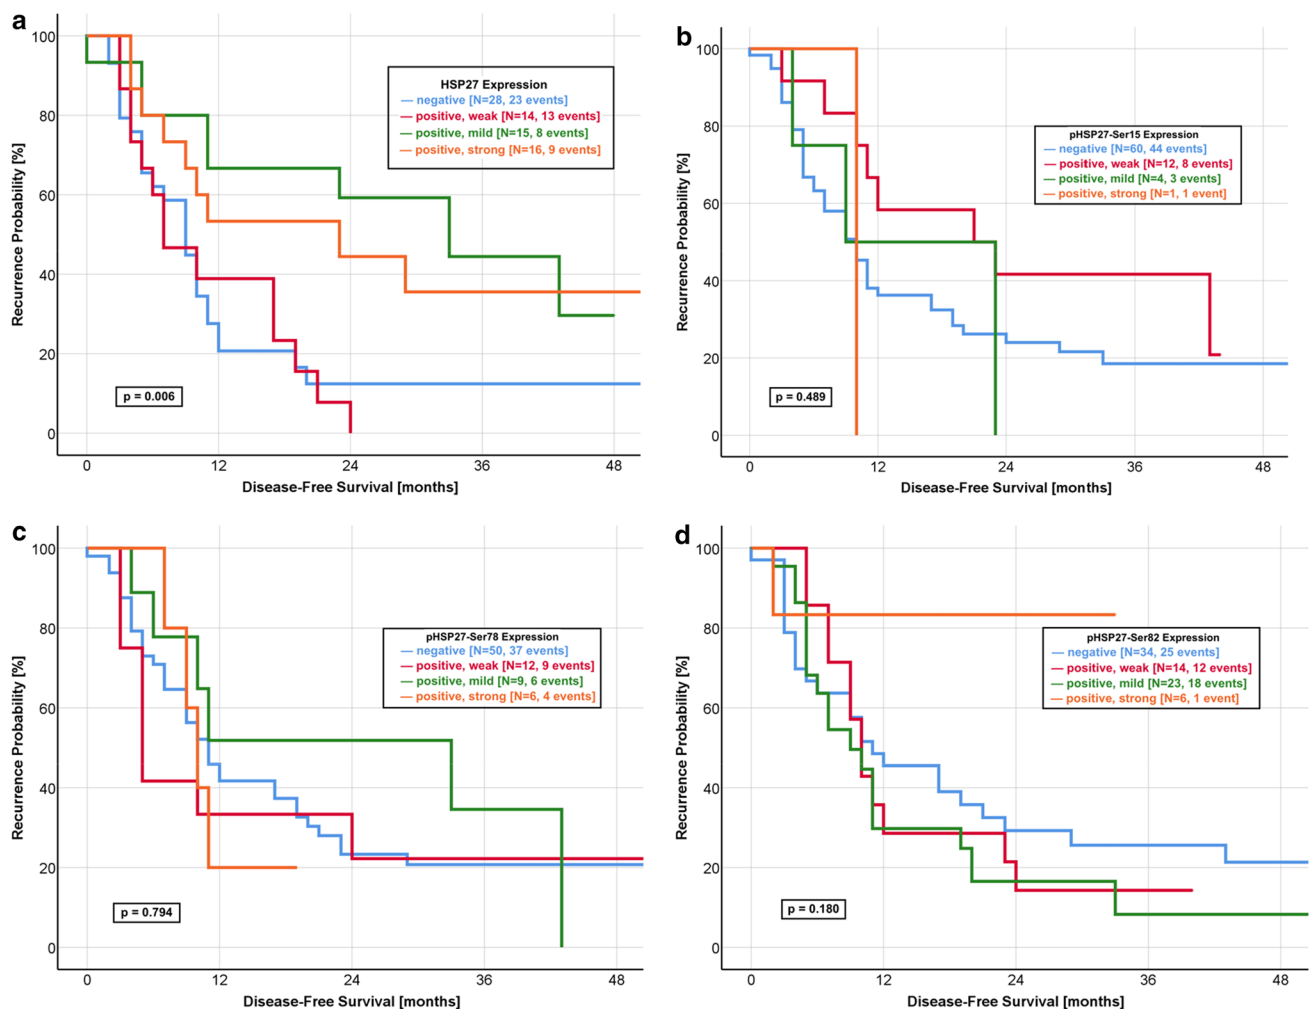 a
100
80
60
40
20
0
Recurrence Probability [%]
HSP27 Expression
negative [N=28, 23 events]
positive, weak [N=14, 13 events]
positive, mild [N=15, 8 events]
positive, strong [N=16, 9 events]
p = 0.006
0 12 24 36 48
Disease-Free Survival [months]
b
100
80
60
40
20
0
Recurrence Probability [%]
pHSP27-Ser15 Expression
negative [N=60, 44 events]
positive, weak [N=12, 8 events]
positive, mild [N=4, 3 events]
positive, strong [N=1, 1 event]
p = 0.489
0 12 24 36 48
Disease-Free Survival [months]
c
100
80
60
40
20
0
Recurrence Probability [%]
pHSP27-Ser78 Expression
negative [N=50, 37 events]
positive, weak [N=12, 9 events]
positive, mild [N=9, 6 events]
positive, strong [N=6, 4 events]
p = 0.794
0 12 24 36 48
Disease-Free Survival [months]
d
100
80
60
40
20
0
Recurrence Probability [%]
pHSP27-Ser82 Expression
negative [N=34, 25 events]
positive, weak [N=14, 12 events]
positive, mild [N=23, 18 events]
positive, strong [N=6, 1 event]
p = 0.180
0 12 24 36 48
Disease-Free Survival [months]